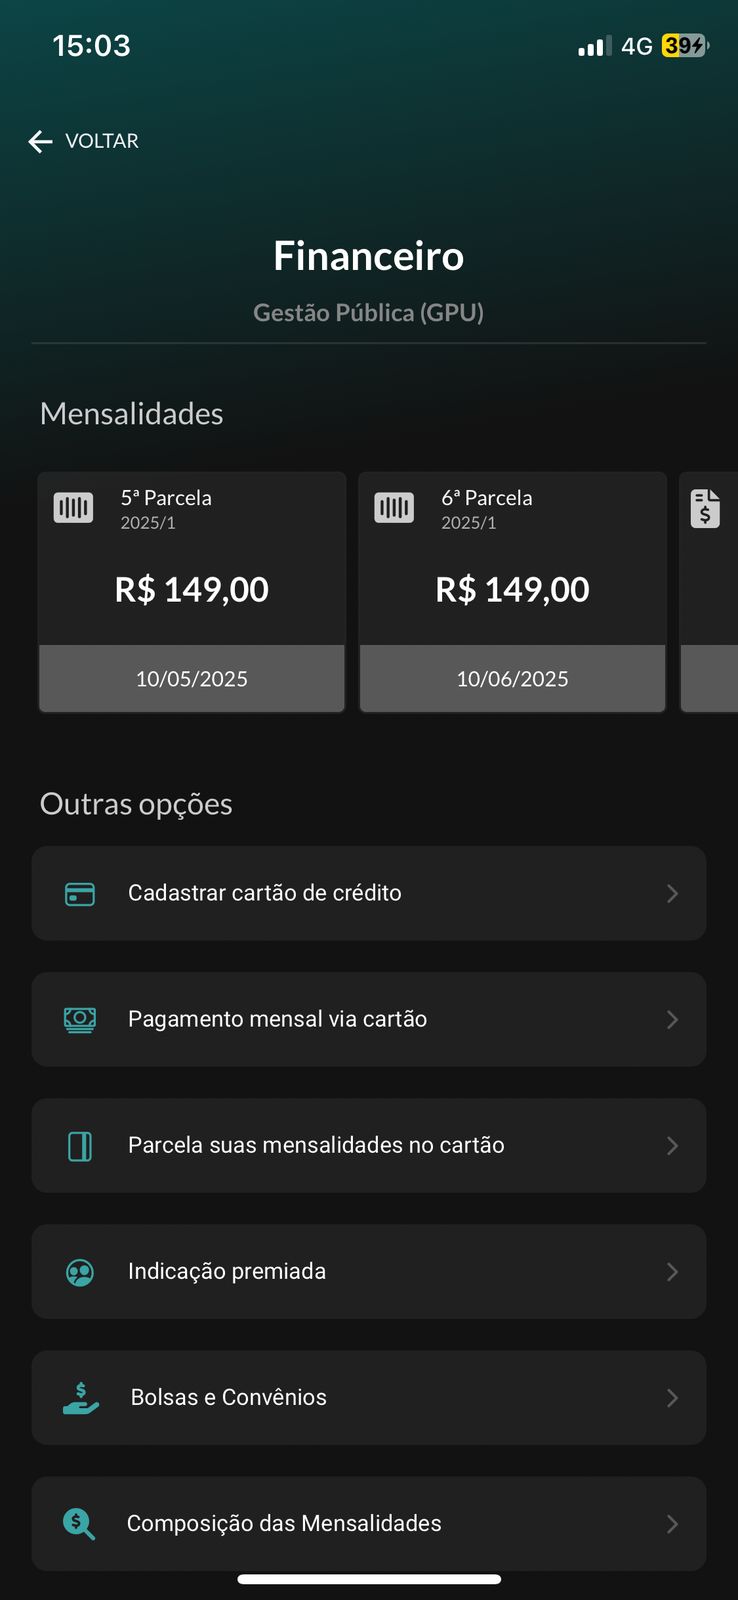 15:03
4G 39
VOLTAR
Financeiro
Gestão Pública (GPU)
Mensalidades
5ª Parcela
2025/1
R$ 149,00
10/05/2025
6ª Parcela
2025/1
R$ 149,00
10/06/2025
Outras opções
Cadastrar cartão de crédito
Pagamento mensal via cartão
Parcela suas mensalidades no cartão
Indicação premiada
Bolsas e Convênios
Composição das Mensalidades